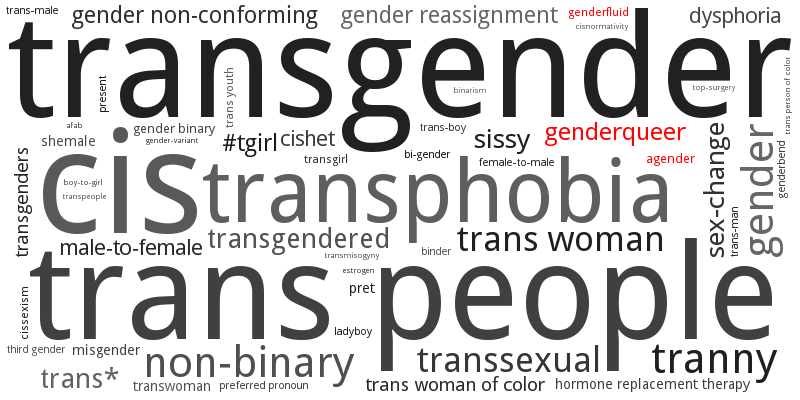 trans-male
gender non-conforming
gender reassignment
genderfluid
dysphoria
cisnormativity
transgender
present
trans youth
binarism
top-surgery
trans person of color
afab
shemale
gender binary
gender-variant
#tgirl
cishet
trans-boy
sissy
genderqueer
sex-change
gender
genderbend
transgenders
cis
transgirl
bi-gender
female-to-male
agender
boy-to-girl
transpeople
transphobia
trans-man
male-to-female
transgendered
transmisogyny
binder
trans woman
cissexism
trans people
estrogen
pret
ladyboy
third gender
misgender
non-binary
transsexual
tranny
trans*
transwoman
preferred pronoun
trans woman of color
hormone replacement therapy